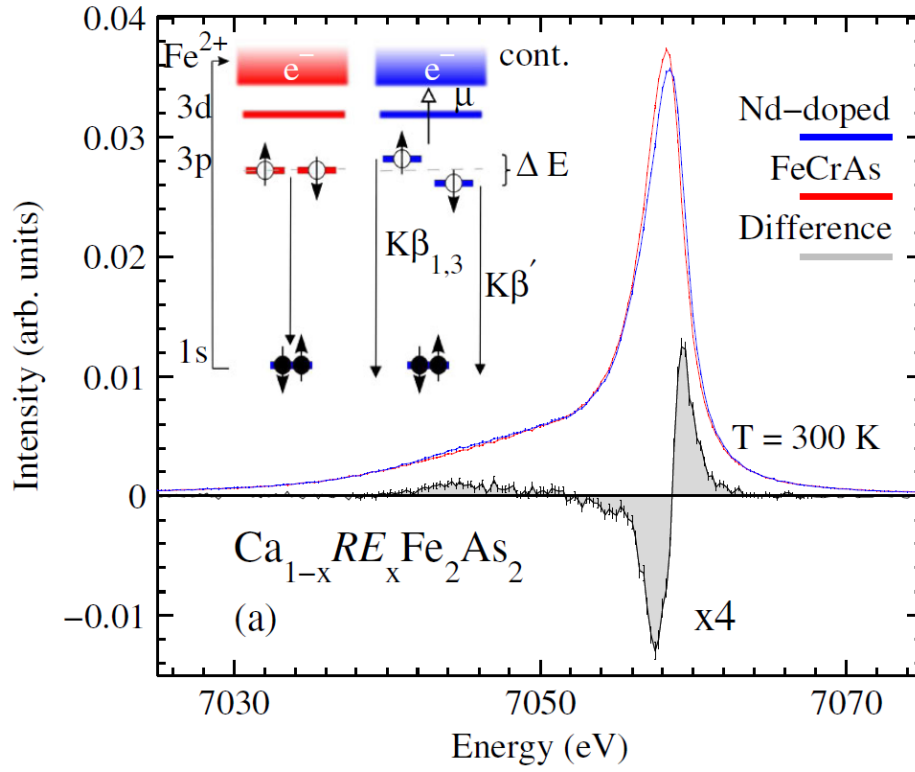 0.04
0.03
0.02
0.01
0
−0.01
Intensity (arb. units)
7030
7050
7070
Energy (eV)
Fe2+
3d
3p
1s
e−
e−
cont.
μ
Δ E
Kβ1,3
Kβ′
Nd−doped
FeCrAs
Difference
T = 300 K
Ca1−xRExFe2As2
(a)
x4